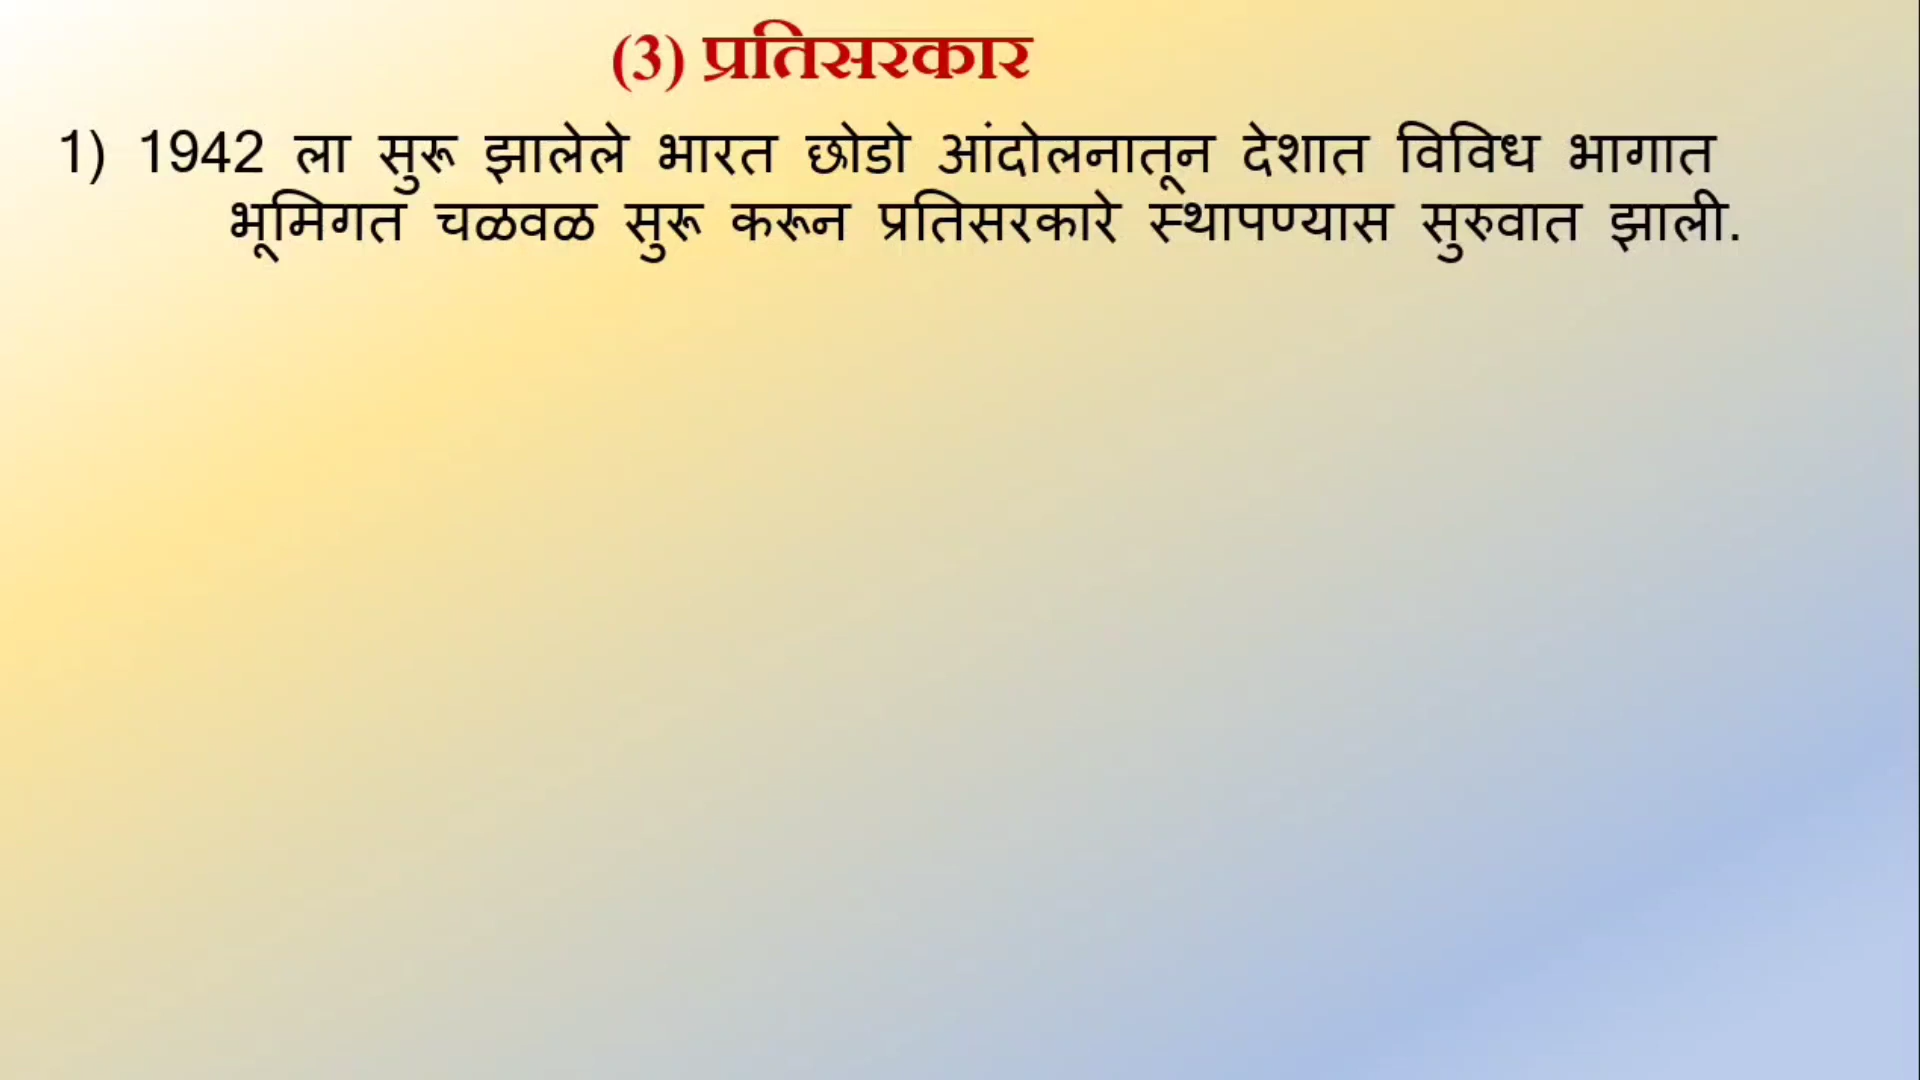 (3) प्रतिसरकार
1) 1942 ला सुरू झालेले भारत छोडो आंदोलनातून देशात विविध भागात
भूमिगत चळवळ सुरू करून प्रतिसरकारे स्थापण्यास सुरुवात झाली.